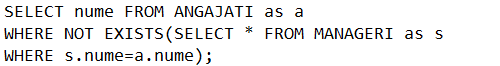 SELECT nume FROM ANGAJATI as a
WHERE NOT EXISTS(SELECT * FROM MANAGERI as s
WHERE s.nume=a.nume);